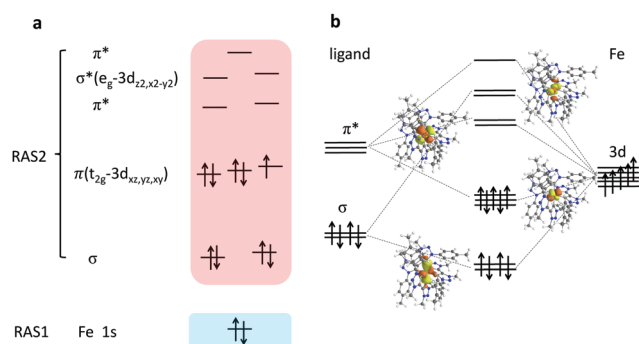 a
π*
σ*(eg-3dz2,x2-y2)
π*
RAS2
π(t2g-3dxz,yz,xy)
σ
RAS1 Fe 1s
b
ligand
Fe
π*
3d
σ